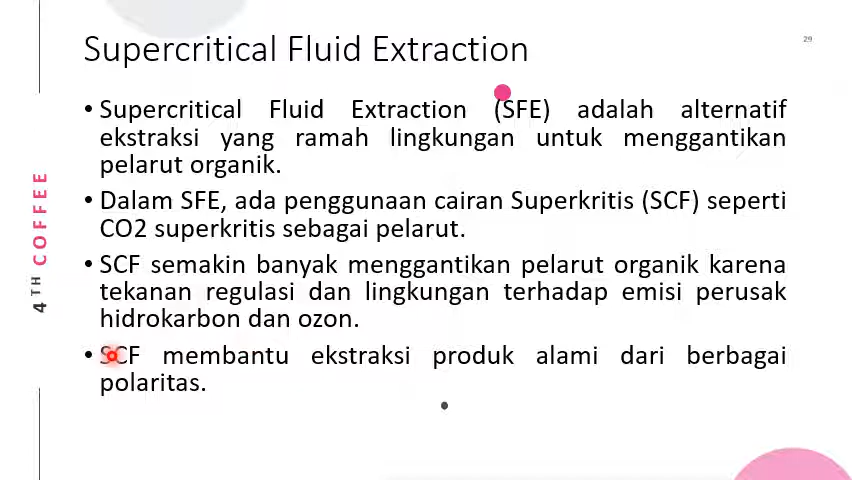 Supercritical Fluid Extraction
29
• Supercritical Fluid Extraction (SFE) adalah alternatif
ekstraksi yang ramah lingkungan untuk menggantikan
pelarut organik.
• Dalam SFE, ada penggunaan cairan Superkritis (SCF) seperti
CO2 superkritis sebagai pelarut.
• SCF semakin banyak menggantikan pelarut organik karena
tekanan regulasi dan lingkungan terhadap emisi perusak
hidrokarbon dan ozon.
• SCF membantu ekstraksi produk alami dari berbagai
polaritas.
4TH COFFEE